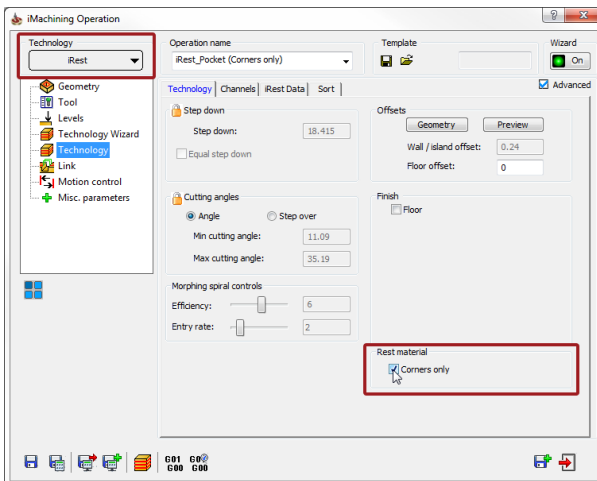 iMachining Operation
Technology
iRest
Operation name
iRest_Pocket (Corners only)
Template
Wizard
On
Geometry
Tool
Levels
Technology Wizard
Technology
Link
Motion control
Misc. parameters
Technology Channels iRest Data Sort
Advanced
Step down
Step down: 18.415
Equal step down
Offsets
Geometry Preview
Wall / island offset: 0.24
Floor offset: 0
Cutting angles
Angle Step over
Min cutting angle: 11.09
Max cutting angle: 35.19
Finish
Floor
Morphing spiral controls
Efficiency: 6
Entry rate: 2
Rest material
Corners only
G01 G0
G00 G00